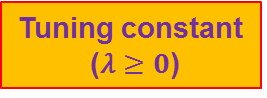 Tuning constant
(𝝀 ≥ 𝟎)